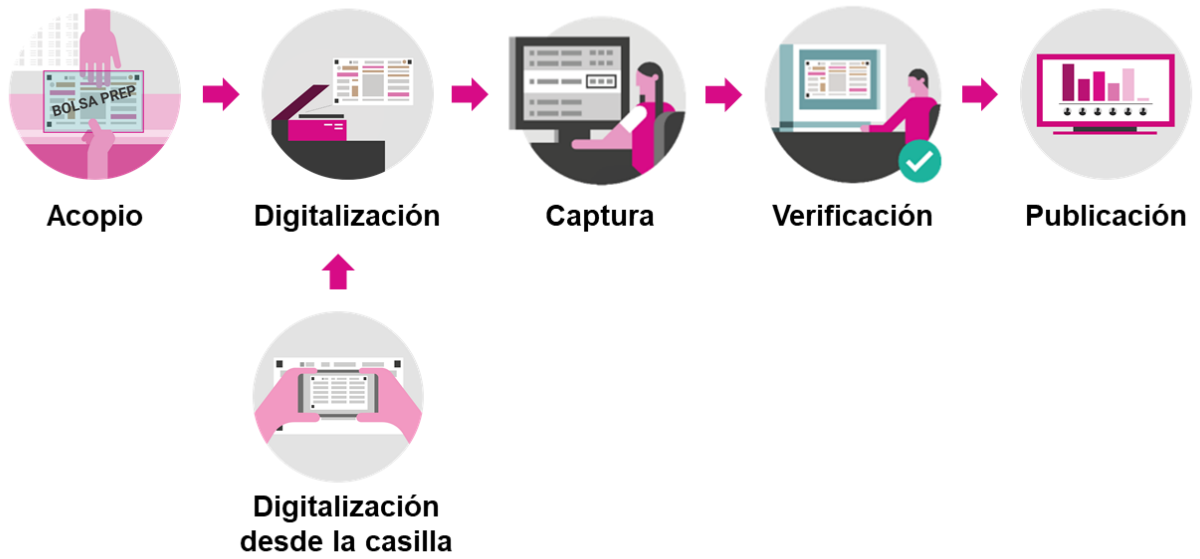 BOLSA PREP
Acopio
Digitalización
Captura
Verificación
Publicación
Digitalización
desde la casilla